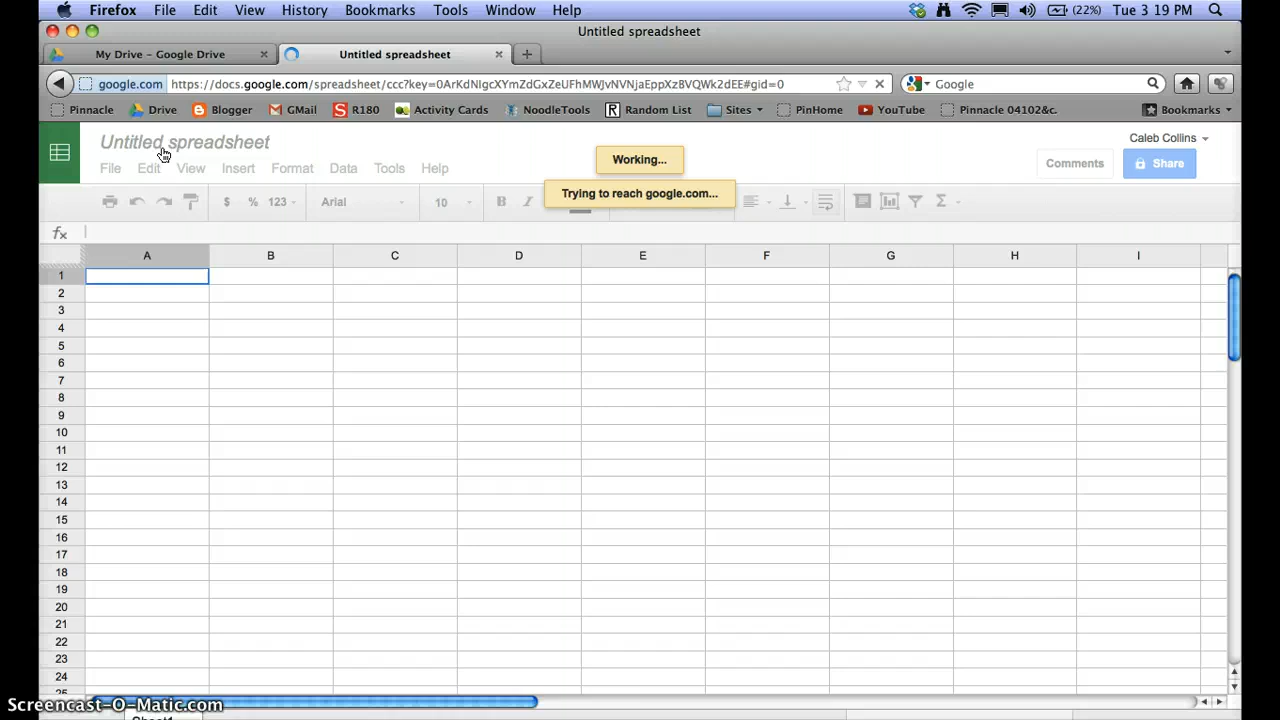 Firefox File Edit View History Bookmarks Tools Window Help (22%) Tue 3 19 PM
Untitled spreadsheet
My Drive – Google Drive Untitled spreadsheet
google.com https://docs.google.com/spreadsheet/ccc?key=0ArKdNIgcXYmZdGxZeUFhMWJvNVNjaEppXzBVQWk2dEE#gid=0 Google
Pinnacle Drive Blogger GMail R180 Activity Cards NoodleTools Random List Sites PinHome YouTube Pinnacle 04102&c. Bookmarks
Untitled spreadsheet
Working...
Caleb Collins
File Edit View Insert Format Data Tools Help
Comments Share
Trying to reach google.com...
$ % 123 Arial 10 B I Σ
fx
A B C D E F G H I
1
2
3
4
5
6
7
8
9
10
11
12
13
14
15
16
17
18
19
20
21
22
23
24
25
Screencast-O-Matic.com
Sheet1